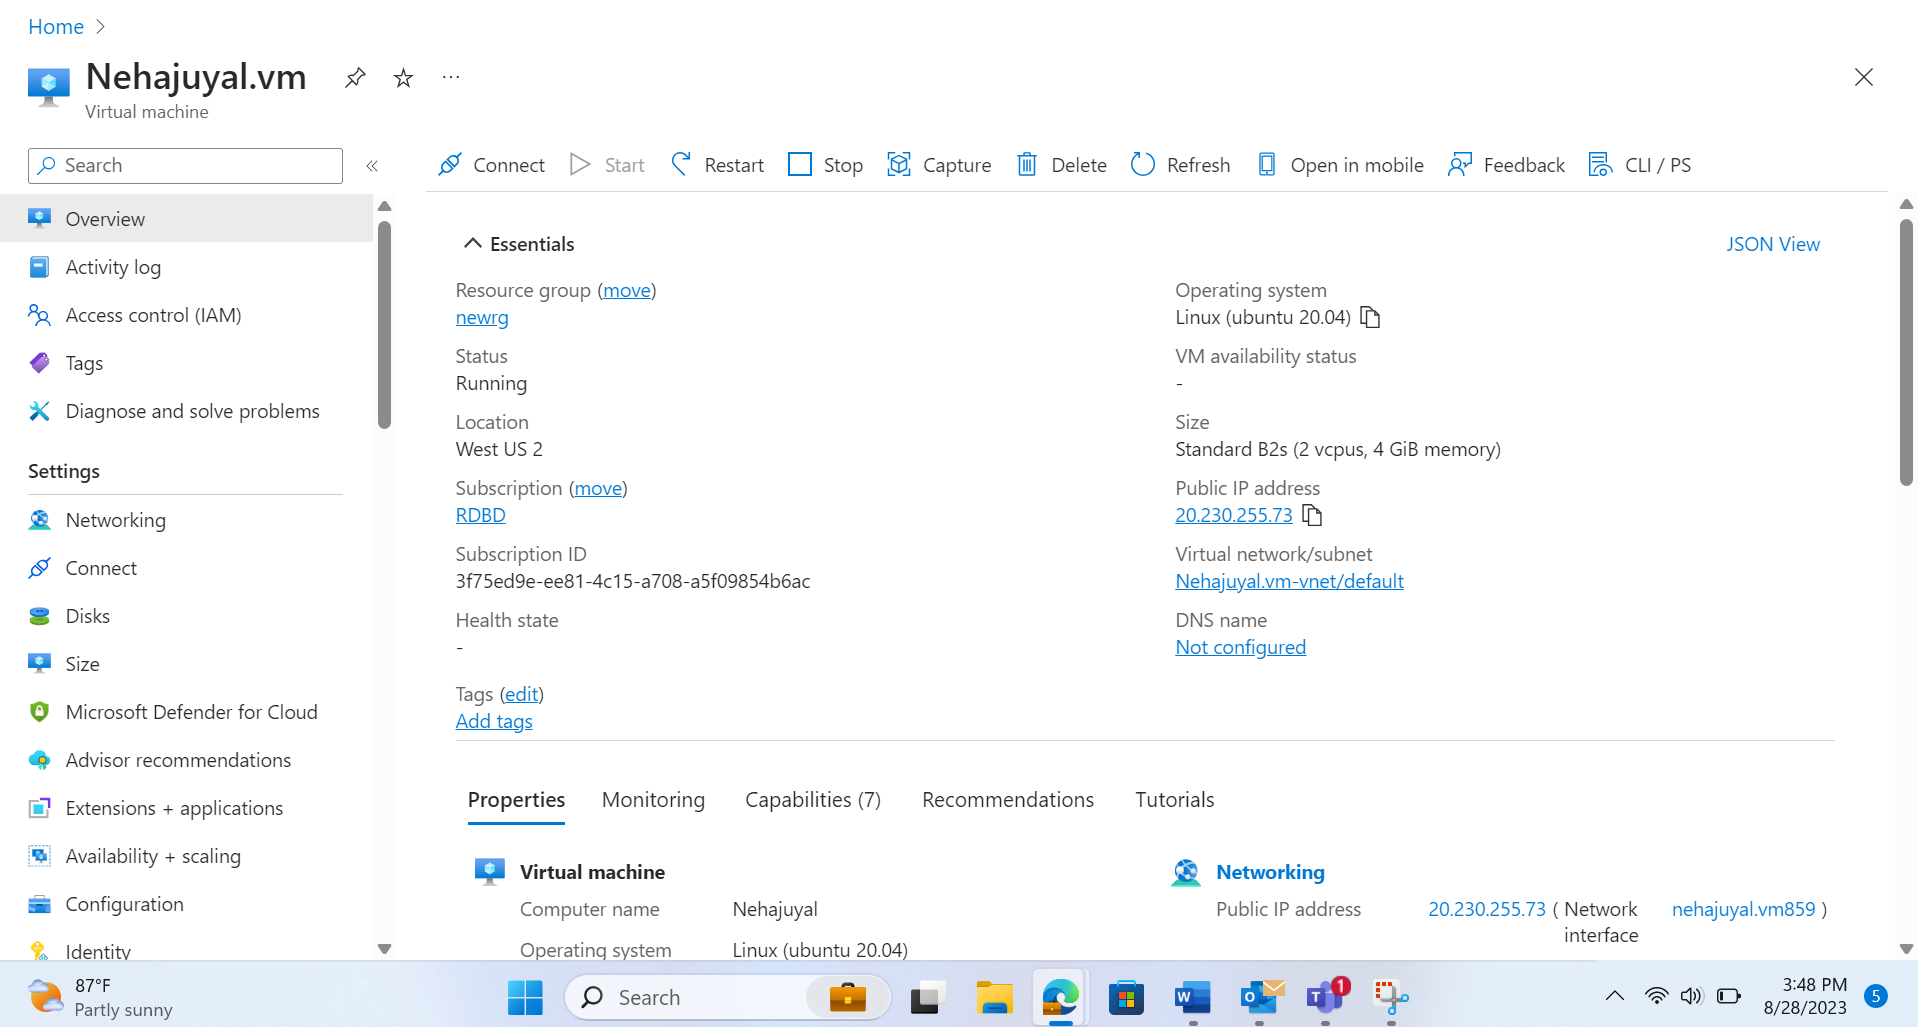 Home
Nehajuyal.vm
Virtual machine
Search
Overview
Activity log
Access control (IAM)
Tags
Diagnose and solve problems
Settings
Networking
Connect
Disks
Size
Microsoft Defender for Cloud
Advisor recommendations
Extensions + applications
Availability + scaling
Configuration
Identity
Connect Start Restart Stop Capture Delete Refresh Open in mobile Feedback CLI / PS
Essentials
JSON View
Resource group (move)
newrg
Status
Running
Location
West US 2
Subscription (move)
RDBD
Subscription ID
3f75ed9e-ee81-4c15-a708-a5f09854b6ac
Health state
-
Operating system
Linux (ubuntu 20.04)
VM availability status
-
Size
Standard B2s (2 vcpus, 4 GiB memory)
Public IP address
20.230.255.73
Virtual network/subnet
Nehajuyal.vm-vnet/default
DNS name
Not configured
Tags (edit)
Add tags
Properties Monitoring Capabilities (7) Recommendations Tutorials
Virtual machine
Computer name Nehajuyal
Operating system Linux (ubuntu 20.04)
Networking
Public IP address 20.230.255.73 ( Network interface nehajuyal.vm859 )
87°F
Partly sunny
Search
W
O
T
1
3:48 PM
8/28/2023
5